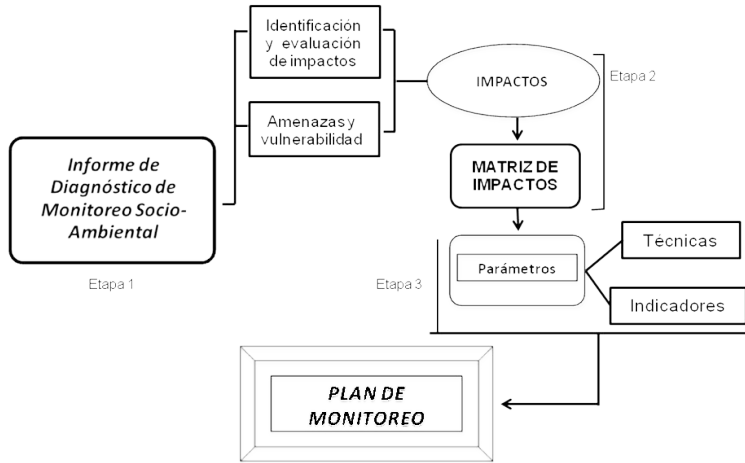 Identificación
y evaluación
de impactos
Amenazas y
vulnerabilidad
IMPACTOS
Etapa 2
Informe de
Diagnóstico de
Monitoreo Socio-
Ambiental
Etapa 1
MATRIZ DE
IMPACTOS
Parámetros
Técnicas
Indicadores
Etapa 3
PLAN DE
MONITOREO